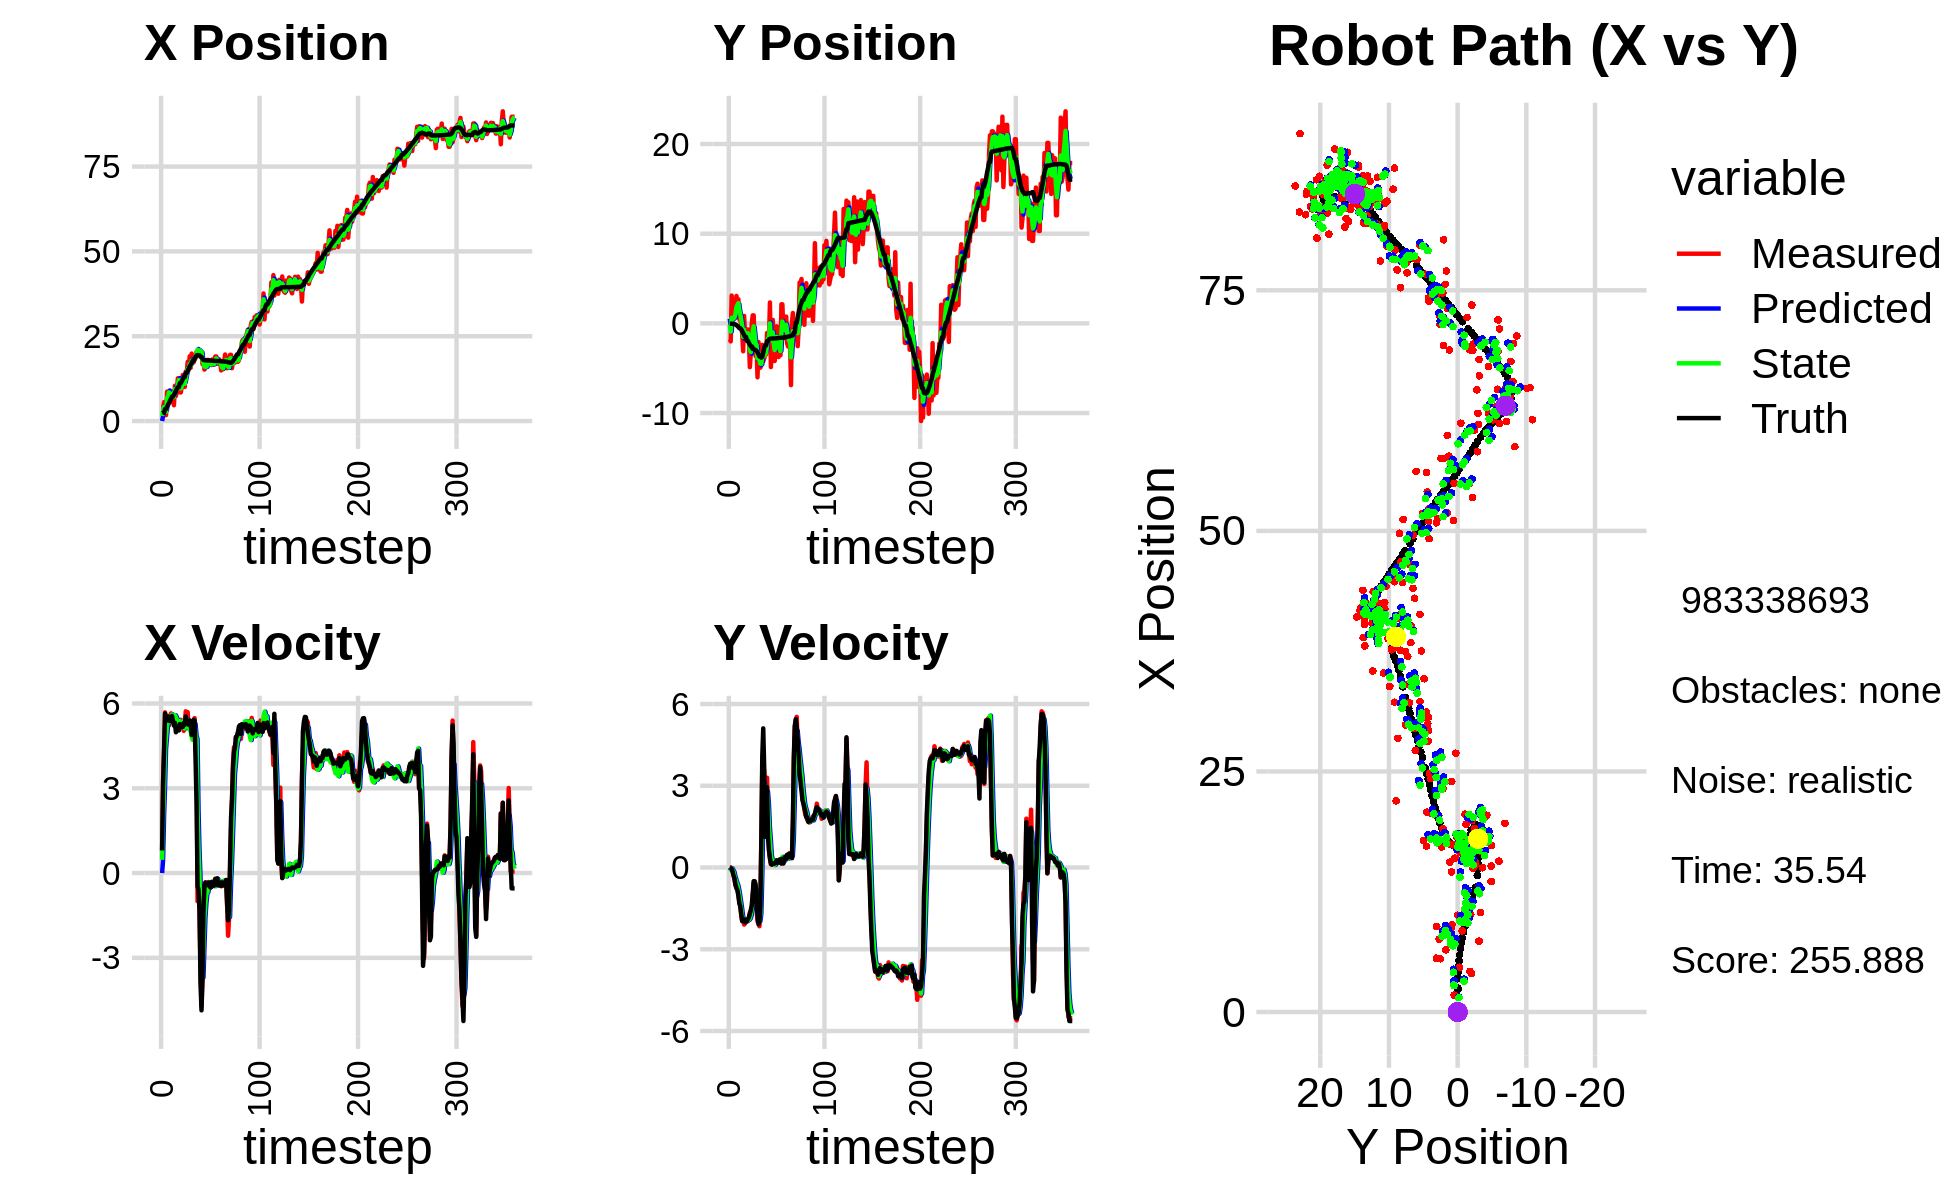 X Position
75
50
25
0
0
100
200
300
timestep
Y Position
20
10
0
-10
0
100
200
300
timestep
X Velocity
6
3
0
-3
0
100
200
300
timestep
Y Velocity
6
3
0
-3
-6
0
100
200
300
timestep
Robot Path (X vs Y)
X Position
75
50
25
0
20 10 0 -10 -20
Y Position
variable
Measured
Predicted
State
Truth
983338693
Obstacles: none
Noise: realistic
Time: 35.54
Score: 255.888